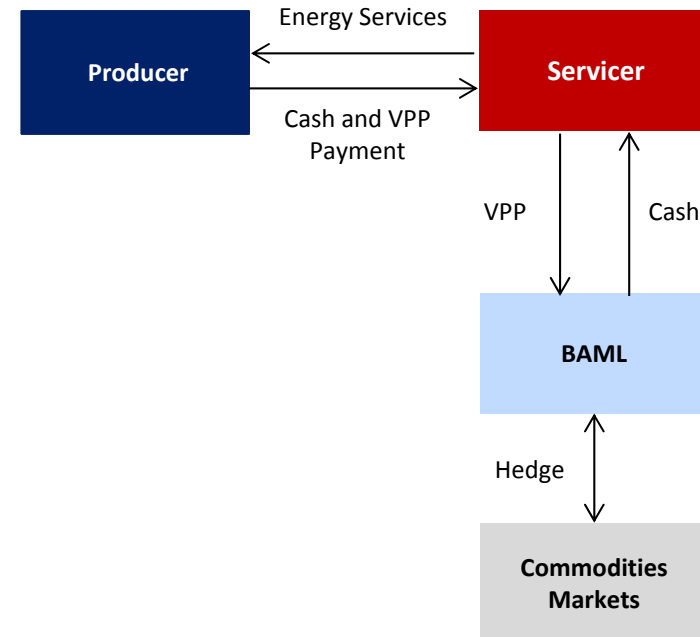 Energy Services
Producer
Servicer
Cash and VPP
Payment
VPP
Cash
BAML
Hedge
Commodities
Markets